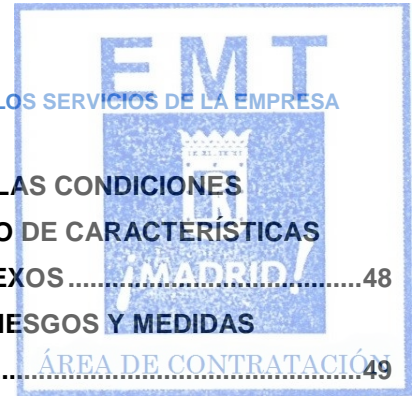 EMT
LOS SERVICIOS DE LA EMPRESA
LAS CONDICIONES
O DE CARACTERÍSTICAS
EXOS....................................48
¡MADRID!
IESGOS Y MEDIDAS
ÁREA DE CONTRATACIÓN
............................................49